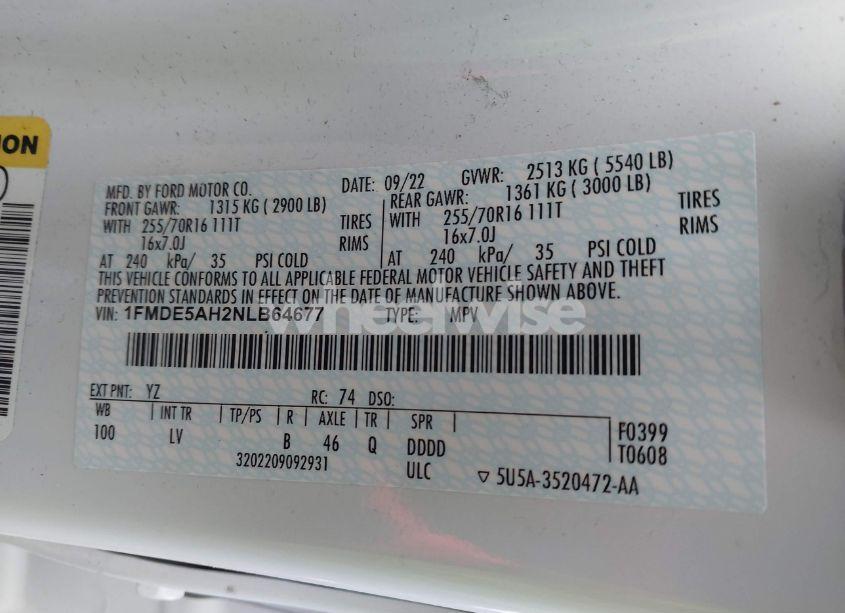 ION
MFD. BY FORD MOTOR CO. DATE: 09/22 GVWR: 2513 KG ( 5540 LB)
FRONT GAWR: 1315 KG ( 2900 LB) REAR GAWR: 1361 KG ( 3000 LB)
WITH 255/70R16 111T TIRES WITH 255/70R16 111T TIRES
16x7.0J RIMS 16x7.0J RIMS
AT 240 kPa/ 35 PSI COLD AT 240 kPa/ 35 PSI COLD
THIS VEHICLE CONFORMS TO ALL APPLICABLE FEDERAL MOTOR VEHICLE SAFETY AND THEFT
PREVENTION STANDARDS IN EFFECT ON THE DATE OF MANUFACTURE SHOWN ABOVE.
VIN: 1FMDE5AH2NLB64677 TYPE: MPV
wheelwise
EXT PNT: YZ RC: 74 DSO:
WB INT TR TP/PS R AXLE TR SPR
100 LV B 46 Q DDDD F0399
T0608
3202209092931 ULC ▽ 5U5A-3520472-AA